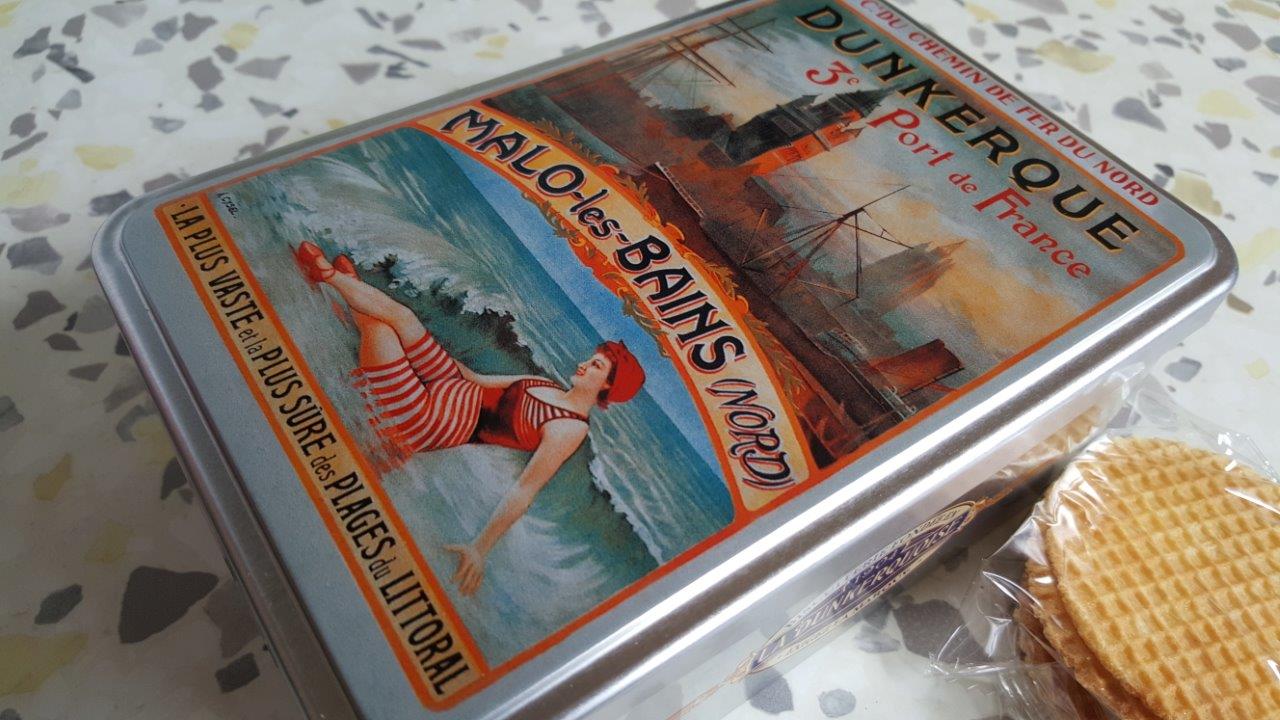 C. DU CHEMIN DE FER DU NORD
DUNKERQUE
3e Port de France
MALO-les-BAINS (NORD)
LA PLUS VASTE et la PLUS SÛRE des PLAGES du LITTORAL
LA DUNKERQUOISE